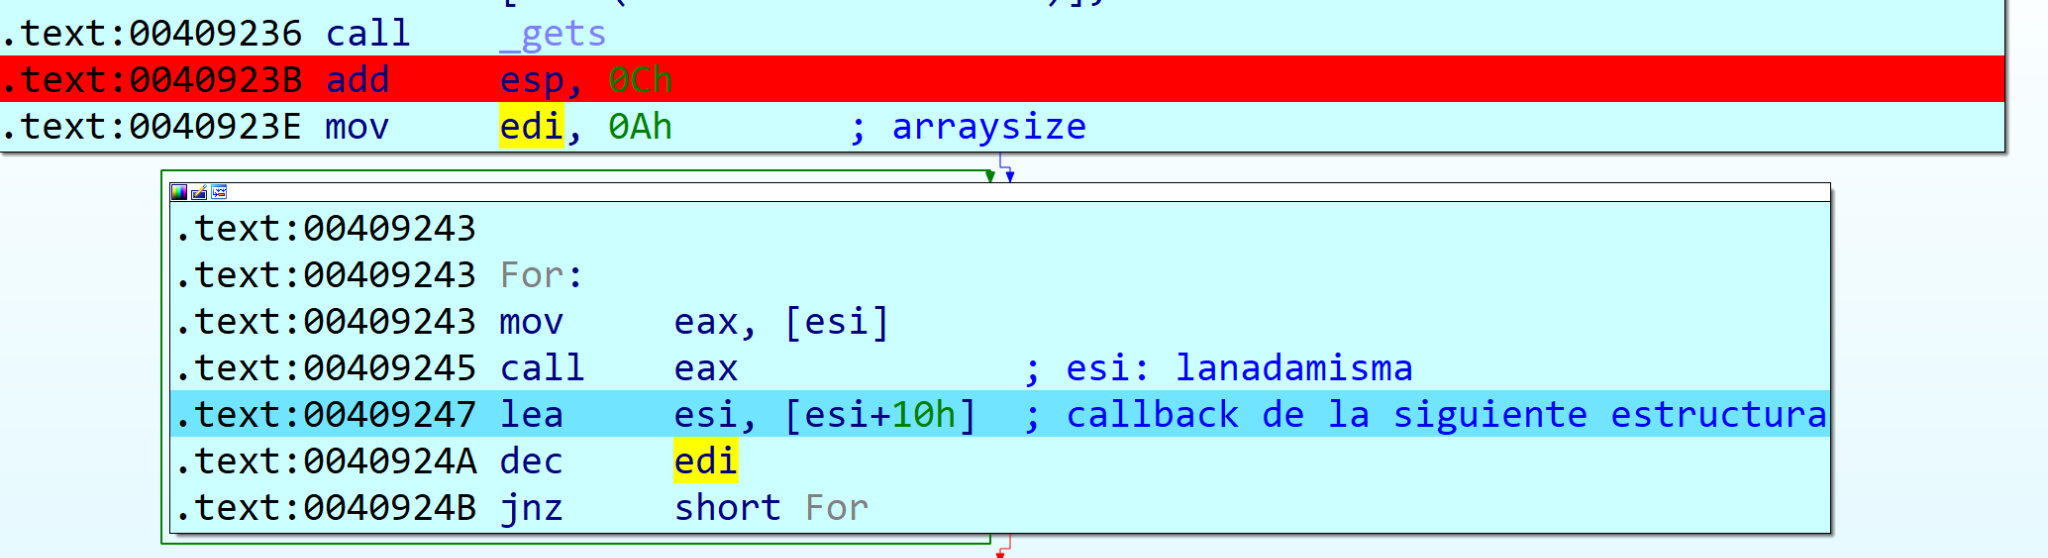 .text:00409236 call _gets
.text:0040923B add esp, 0Ch
.text:0040923E mov edi, 0Ah ; arraysize
.text:00409243
.text:00409243 For:
.text:00409243 mov eax, [esi]
.text:00409245 call eax ; esi: lanadamisma
.text:00409247 lea esi, [esi+10h] ; callback de la siguiente estructura
.text:0040924A dec edi
.text:0040924B jnz short For